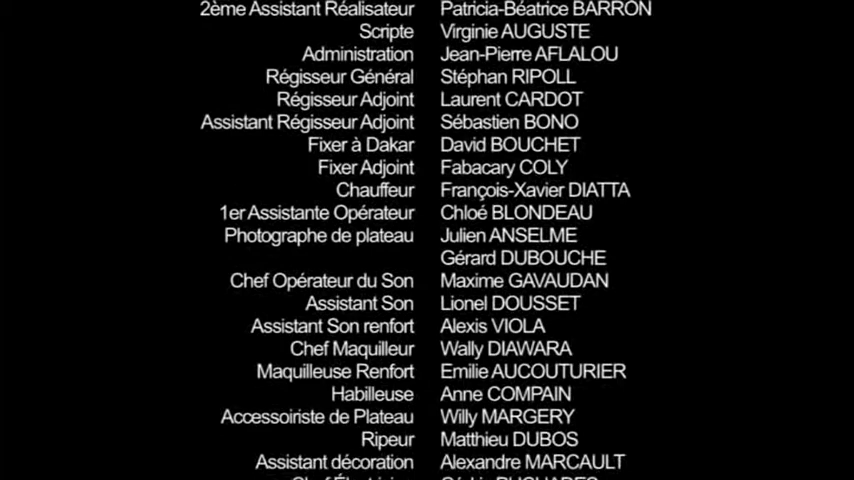 2ème Assistant Réalisateur Patricia-Béatrice BARRON
Scripte Virginie AUGUSTE
Administration Jean-Pierre AFLALOU
Régisseur Général Stéphan RIPOLL
Régisseur Adjoint Laurent CARDOT
Assistant Régisseur Adjoint Sébastien BONO
Fixer à Dakar David BOUCHET
Fixer Adjoint Fabacary COLY
Chauffeur François-Xavier DIATTA
1er Assistante Opérateur Chloé BLONDEAU
Photographe de plateau Julien ANSELME
Gérard DUBOUCHE
Chef Opérateur du Son Maxime GAVAUDAN
Assistant Son Lionel DOUSSET
Assistant Son renfort Alexis VIOLA
Chef Maquilleur Wally DIAWARA
Maquilleuse Renfort Emilie AUCOUTURIER
Habilleuse Anne COMPAIN
Accessoiriste de Plateau Willy MARGERY
Ripeur Matthieu DUBOS
Assistant décoration Alexandre MARCAULT